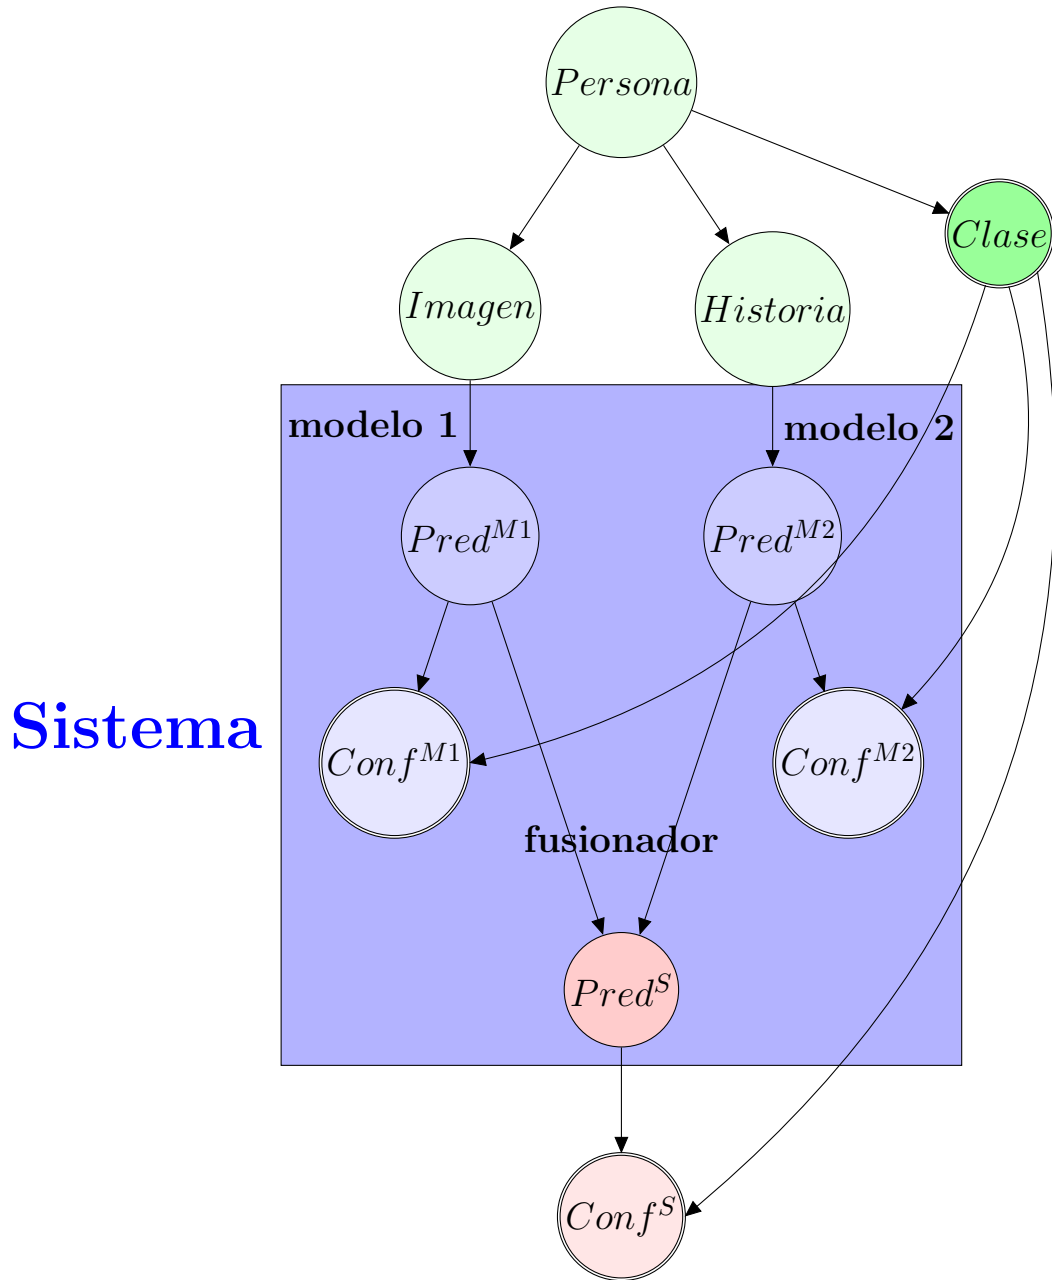 Persona
Clase
Imagen
Historia
modelo 1
modelo 2
Pred^{M1}
Pred^{M2}
Sistema
Conf^{M1}
Conf^{M2}
fusionador
Pred^S
Conf^S